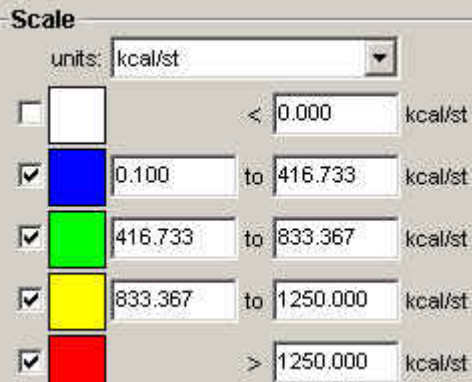 Scale
units: kcal/st
< 0.000 kcal/st
0.100 to 416.733 kcal/st
416.733 to 833.367 kcal/st
833.367 to 1250.000 kcal/st
> 1250.000 kcal/st